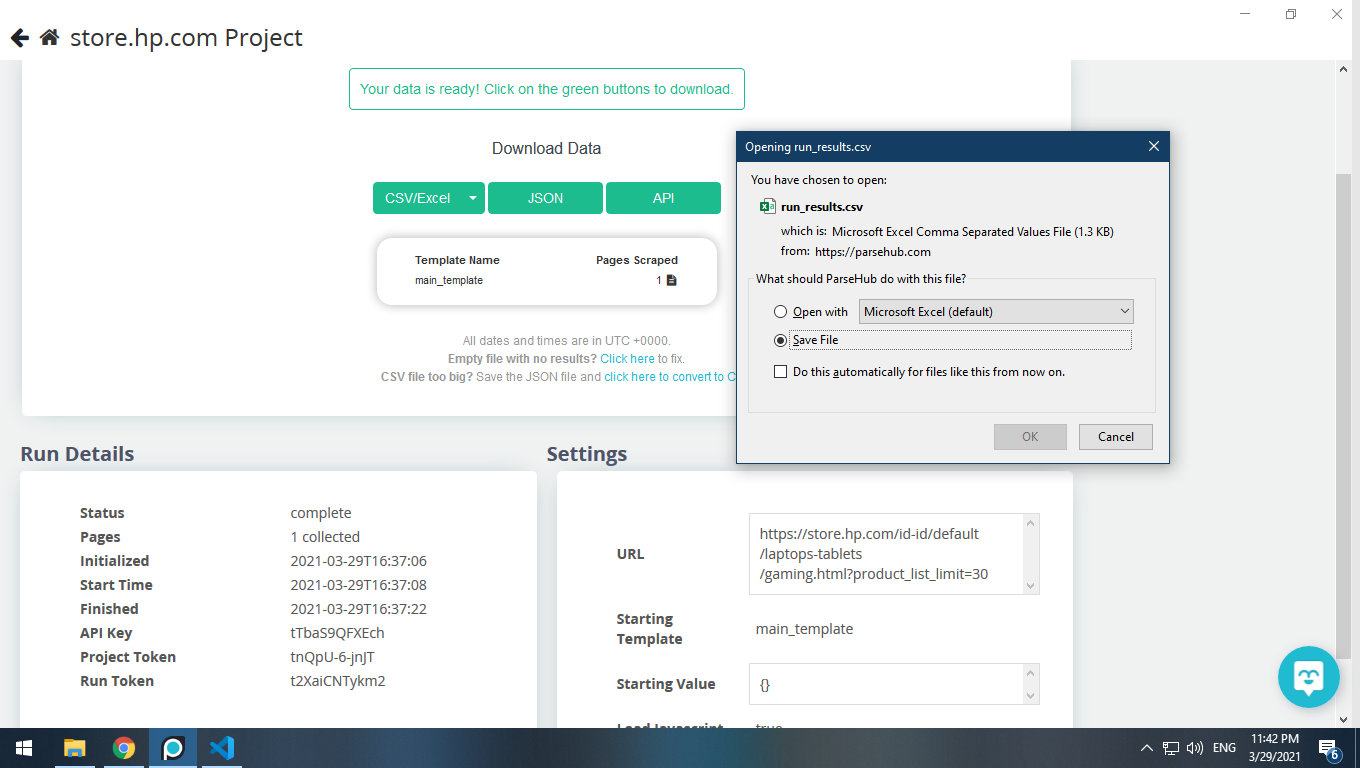 store.hp.com Project
Your data is ready! Click on the green buttons to download.
Download Data
CSV/Excel
JSON
API
Template Name Pages Scraped
main_template 1
All dates and times are in UTC +0000.
Empty file with no results? Click here to fix.
CSV file too big? Save the JSON file and click here to convert to C
Opening run_results.csv
You have chosen to open:
run_results.csv
which is: Microsoft Excel Comma Separated Values File (1.3 KB)
from: https://parsehub.com
What should ParseHub do with this file?
Open with Microsoft Excel (default)
Save File
Do this automatically for files like this from now on.
OK Cancel
Run Details
Status complete
Pages 1 collected
Initialized 2021-03-29T16:37:06
Start Time 2021-03-29T16:37:08
Finished 2021-03-29T16:37:22
API Key tTbaS9QFXEch
Project Token tnQpU-6-jnJT
Run Token t2XaiCNTykm2
Settings
URL
https://store.hp.com/id-id/default
/laptops-tablets
/gaming.html?product_list_limit=30
Starting
Template
main_template
Starting Value {}
Load Javascript true
ENG
11:42 PM
3/29/2021
6